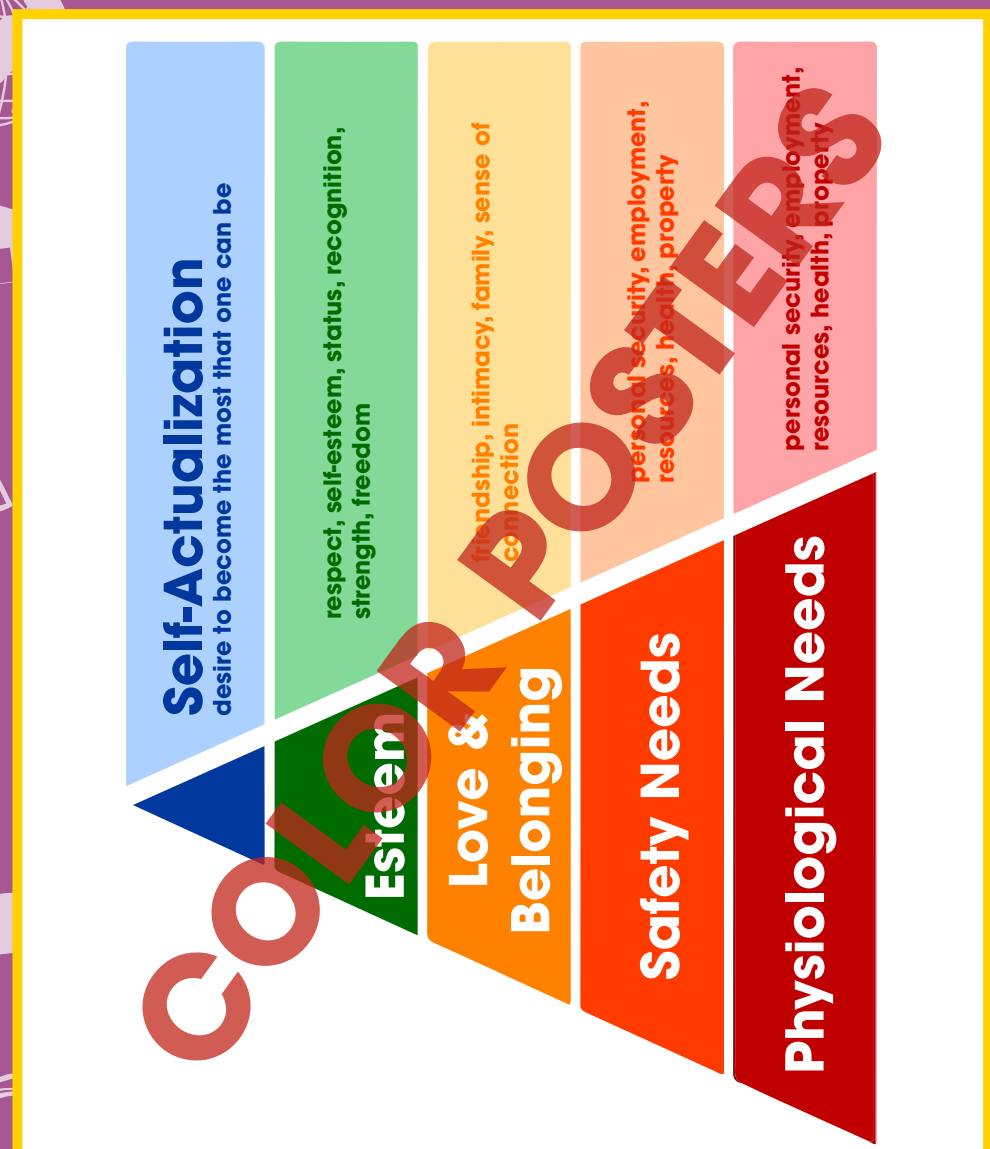 Self-Actualization
desire to become the most that one can be
Esteem
respect, self-esteem, status, recognition,
strength, freedom
Love &
Belonging
friendship, intimacy, family, sense of
connection
Safety Needs
personal security, employment,
resources, health, property
Physiological Needs
personal security, employment,
resources, health, property
COLOR POSTERS